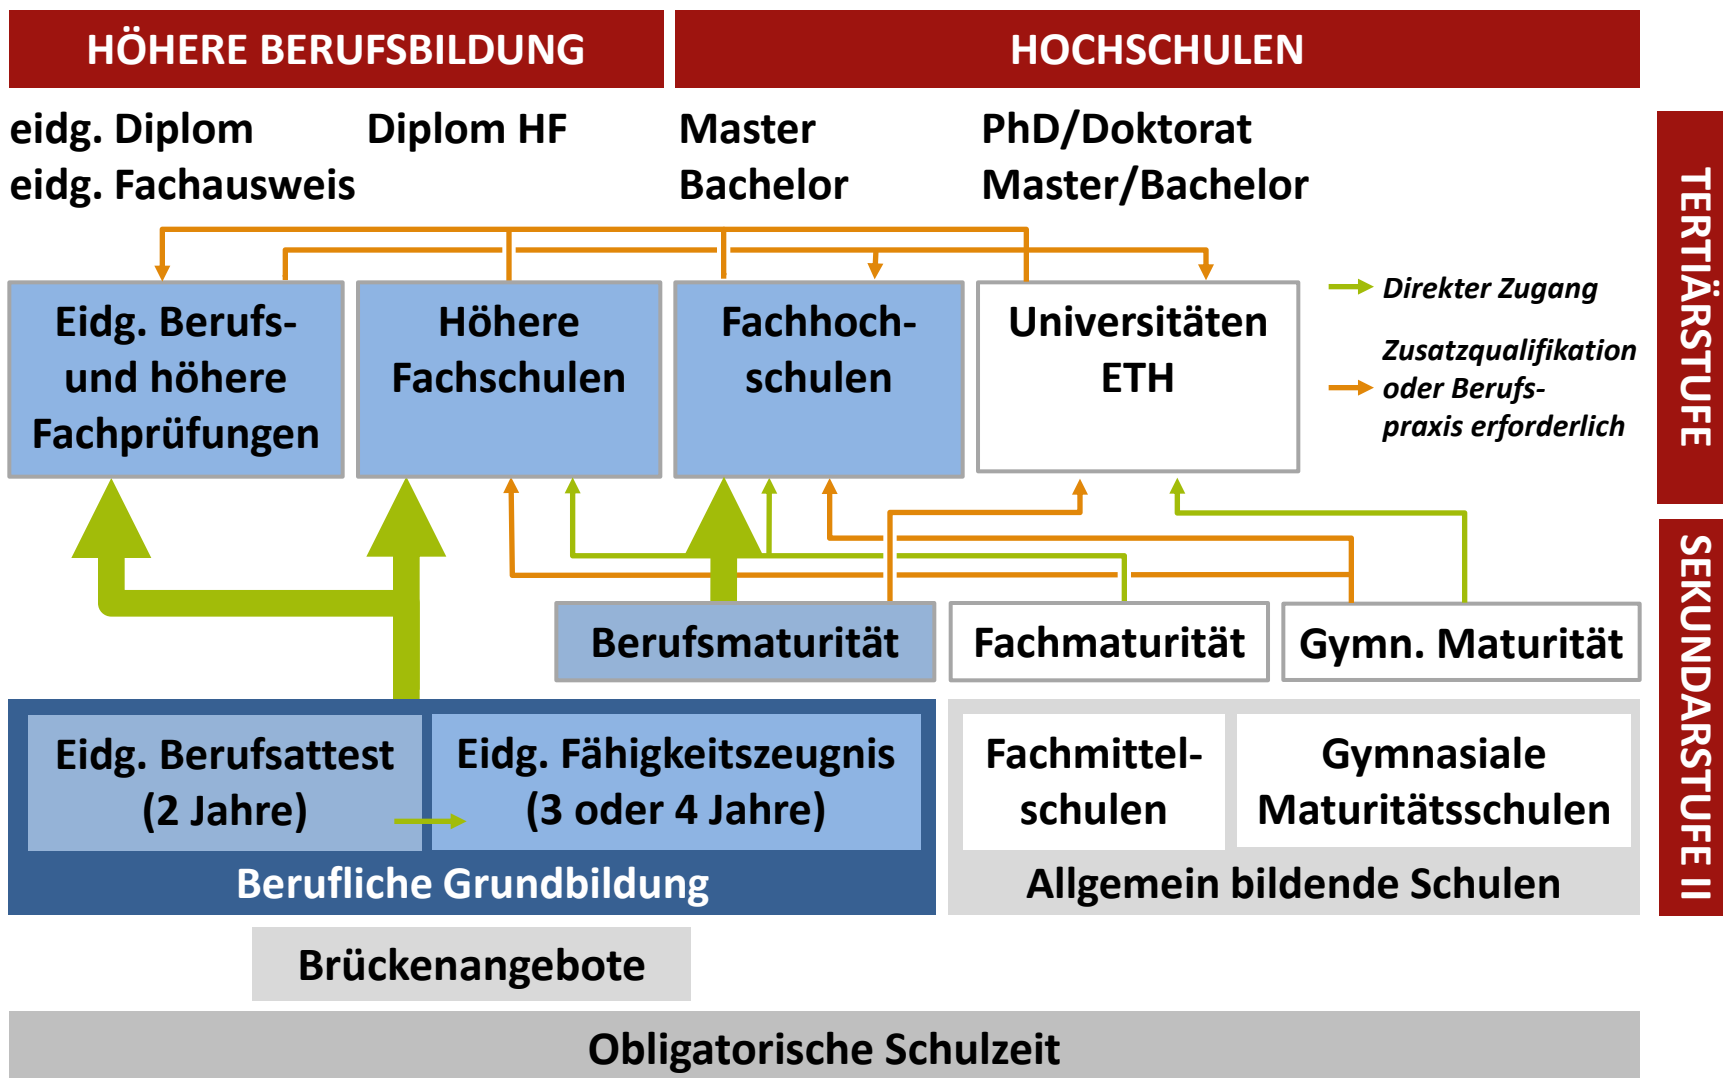 HÖHERE BERUFSBILDUNG
HOCHSCHULEN
eidg. Diplom
eidg. Fachausweis
Diplom HF
Master
Bachelor
PhD/Doktorat
Master/Bachelor
TERTIÄRSTUFE
Eidg. Berufs-
und höhere
Fachprüfungen
Höhere
Fachschulen
Fachhoch-
schulen
Universitäten
ETH
Direkter Zugang
Zusatzqualifikation
oder Berufs-
praxis erforderlich
SEKUNDARSTUFE II
Berufsmaturität
Fachmaturität
Gymn. Maturität
Eidg. Berufsattest
(2 Jahre)
Eidg. Fähigkeitszeugnis
(3 oder 4 Jahre)
Berufliche Grundbildung
Fachmittel-
schulen
Gymnasiale
Maturitätsschulen
Allgemein bildende Schulen
Brückenangebote
Obligatorische Schulzeit